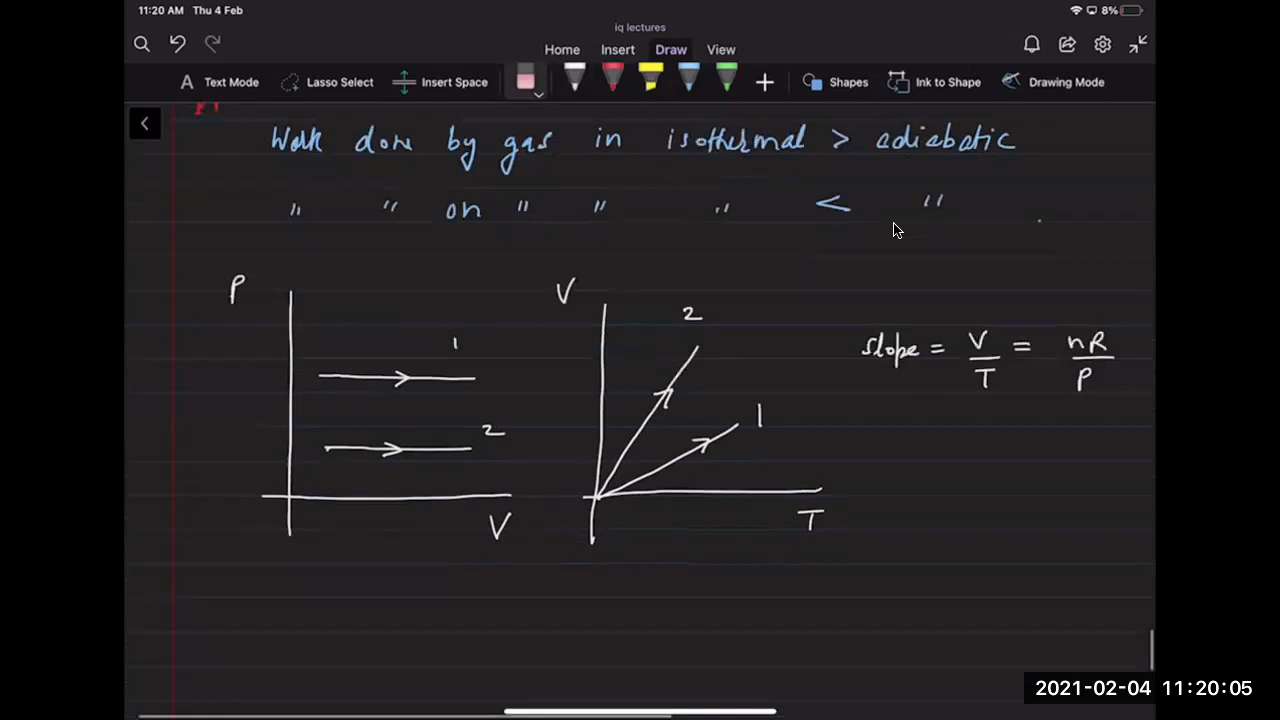 11:20 AM Thu 4 Feb
8%
iq lectures
Home Insert Draw View
Text Mode Lasso Select Insert Space Shapes Ink to Shape Drawing Mode
Work done by gas in isothermal > adiabatic
" " on " " " < "
P
1
2
V
V
2
1
T
slope = V/T = nR/P
2021-02-04 11:20:05